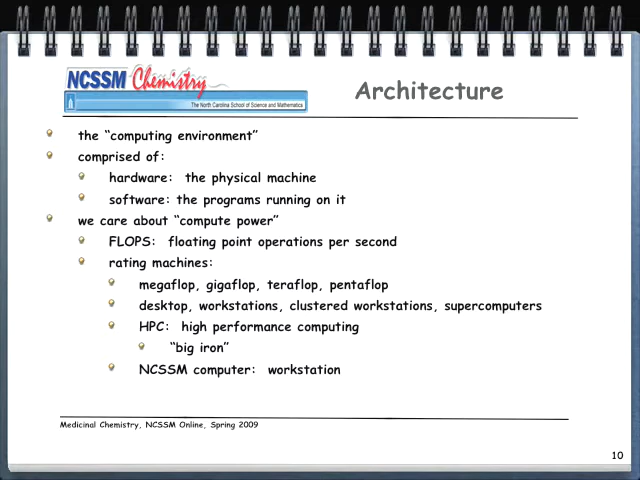 NCSSM Chemistry
The North Carolina School of Science and Mathematics
Architecture
the “computing environment”
comprised of:
hardware: the physical machine
software: the programs running on it
we care about “compute power”
FLOPS: floating point operations per second
rating machines:
megaflop, gigaflop, teraflop, pentaflop
desktop, workstations, clustered workstations, supercomputers
HPC: high performance computing
“big iron”
NCSSM computer: workstation
Medicinal Chemistry, NCSSM Online, Spring 2009
10